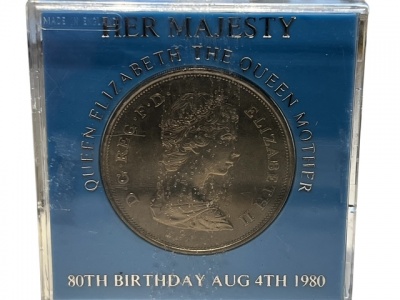 MADE IN ENGLAND
HER MAJESTY
QUEEN ELIZABETH THE QUEEN MOTHER
D·G·REG·F·D·
ELIZABETH·II
80TH BIRTHDAY AUG 4TH 1980